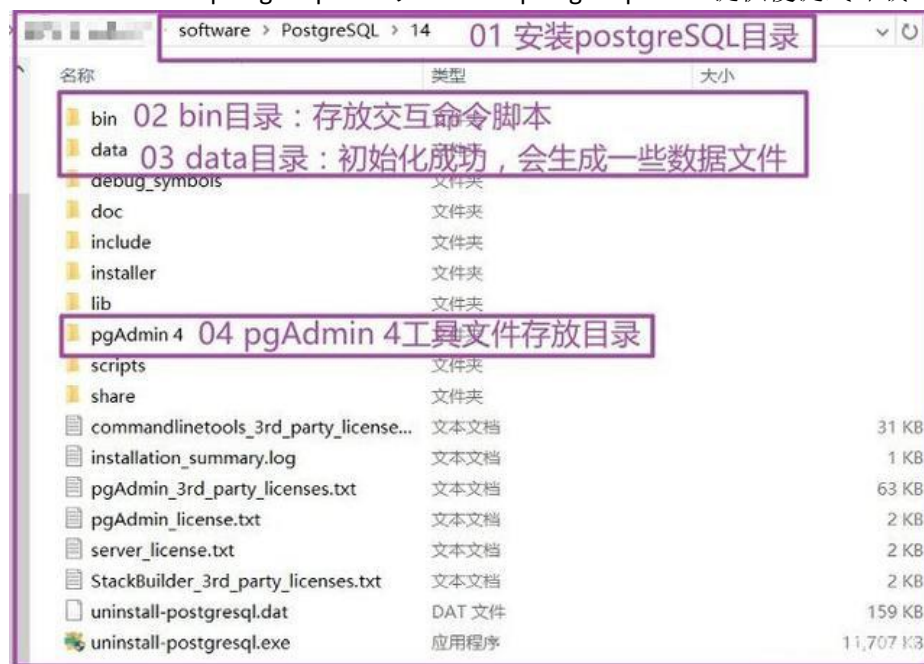 software > PostgreSQL > 14 01 安装postgreSQL目录
名称 类型 大小
bin 02 bin目录：存放交互命令脚本
data 03 data目录：初始化成功，会生成一些数据文件
debug_symbols 文件夹
doc 文件夹
include 文件夹
installer 文件夹
lib 文件夹
pgAdmin 4 04 pgAdmin 4工具文件存放目录
scripts 文件夹
share 文件夹
commandlinetools_3rd_party_license... 文本文档 31 KB
installation_summary.log 文本文档 1 KB
pgAdmin_3rd_party_licenses.txt 文本文档 63 KB
pgAdmin_license.txt 文本文档 2 KB
server_license.txt 文本文档 2 KB
StackBuilder_3rd_party_licenses.txt 文本文档 2 KB
uninstall-postgresql.dat DAT 文件 159 KB
uninstall-postgresql.exe 应用程序 11,707 KB